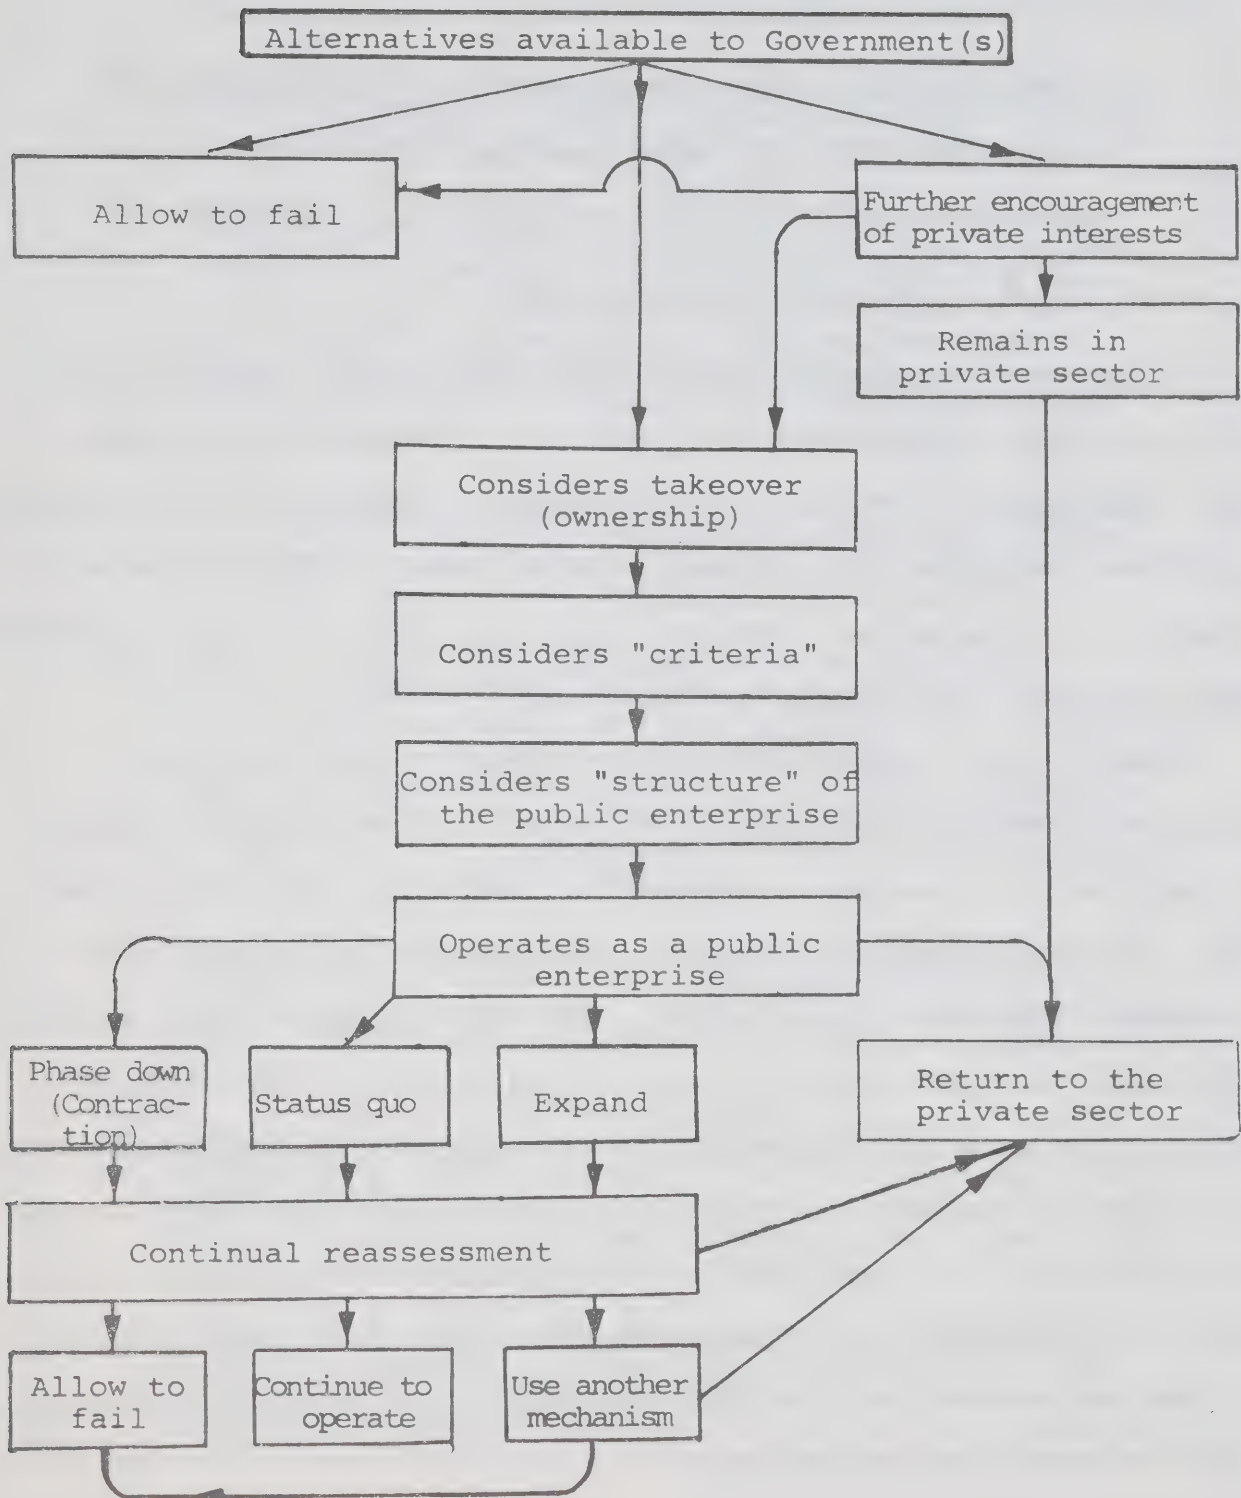 Alternatives available to Government(s)
Allow to fail
Further encouragement
of private interests
Remains in
private sector
Considers takeover
(ownership)
Considers "criteria"
Considers "structure" of
the public enterprise
Operates as a public
enterprise
Phase down
(Contrac-
tion)
Status quo
Expand
Return to the
private sector
Continual reassessment
Allow to
fail
Continue to
operate
Use another
mechanism